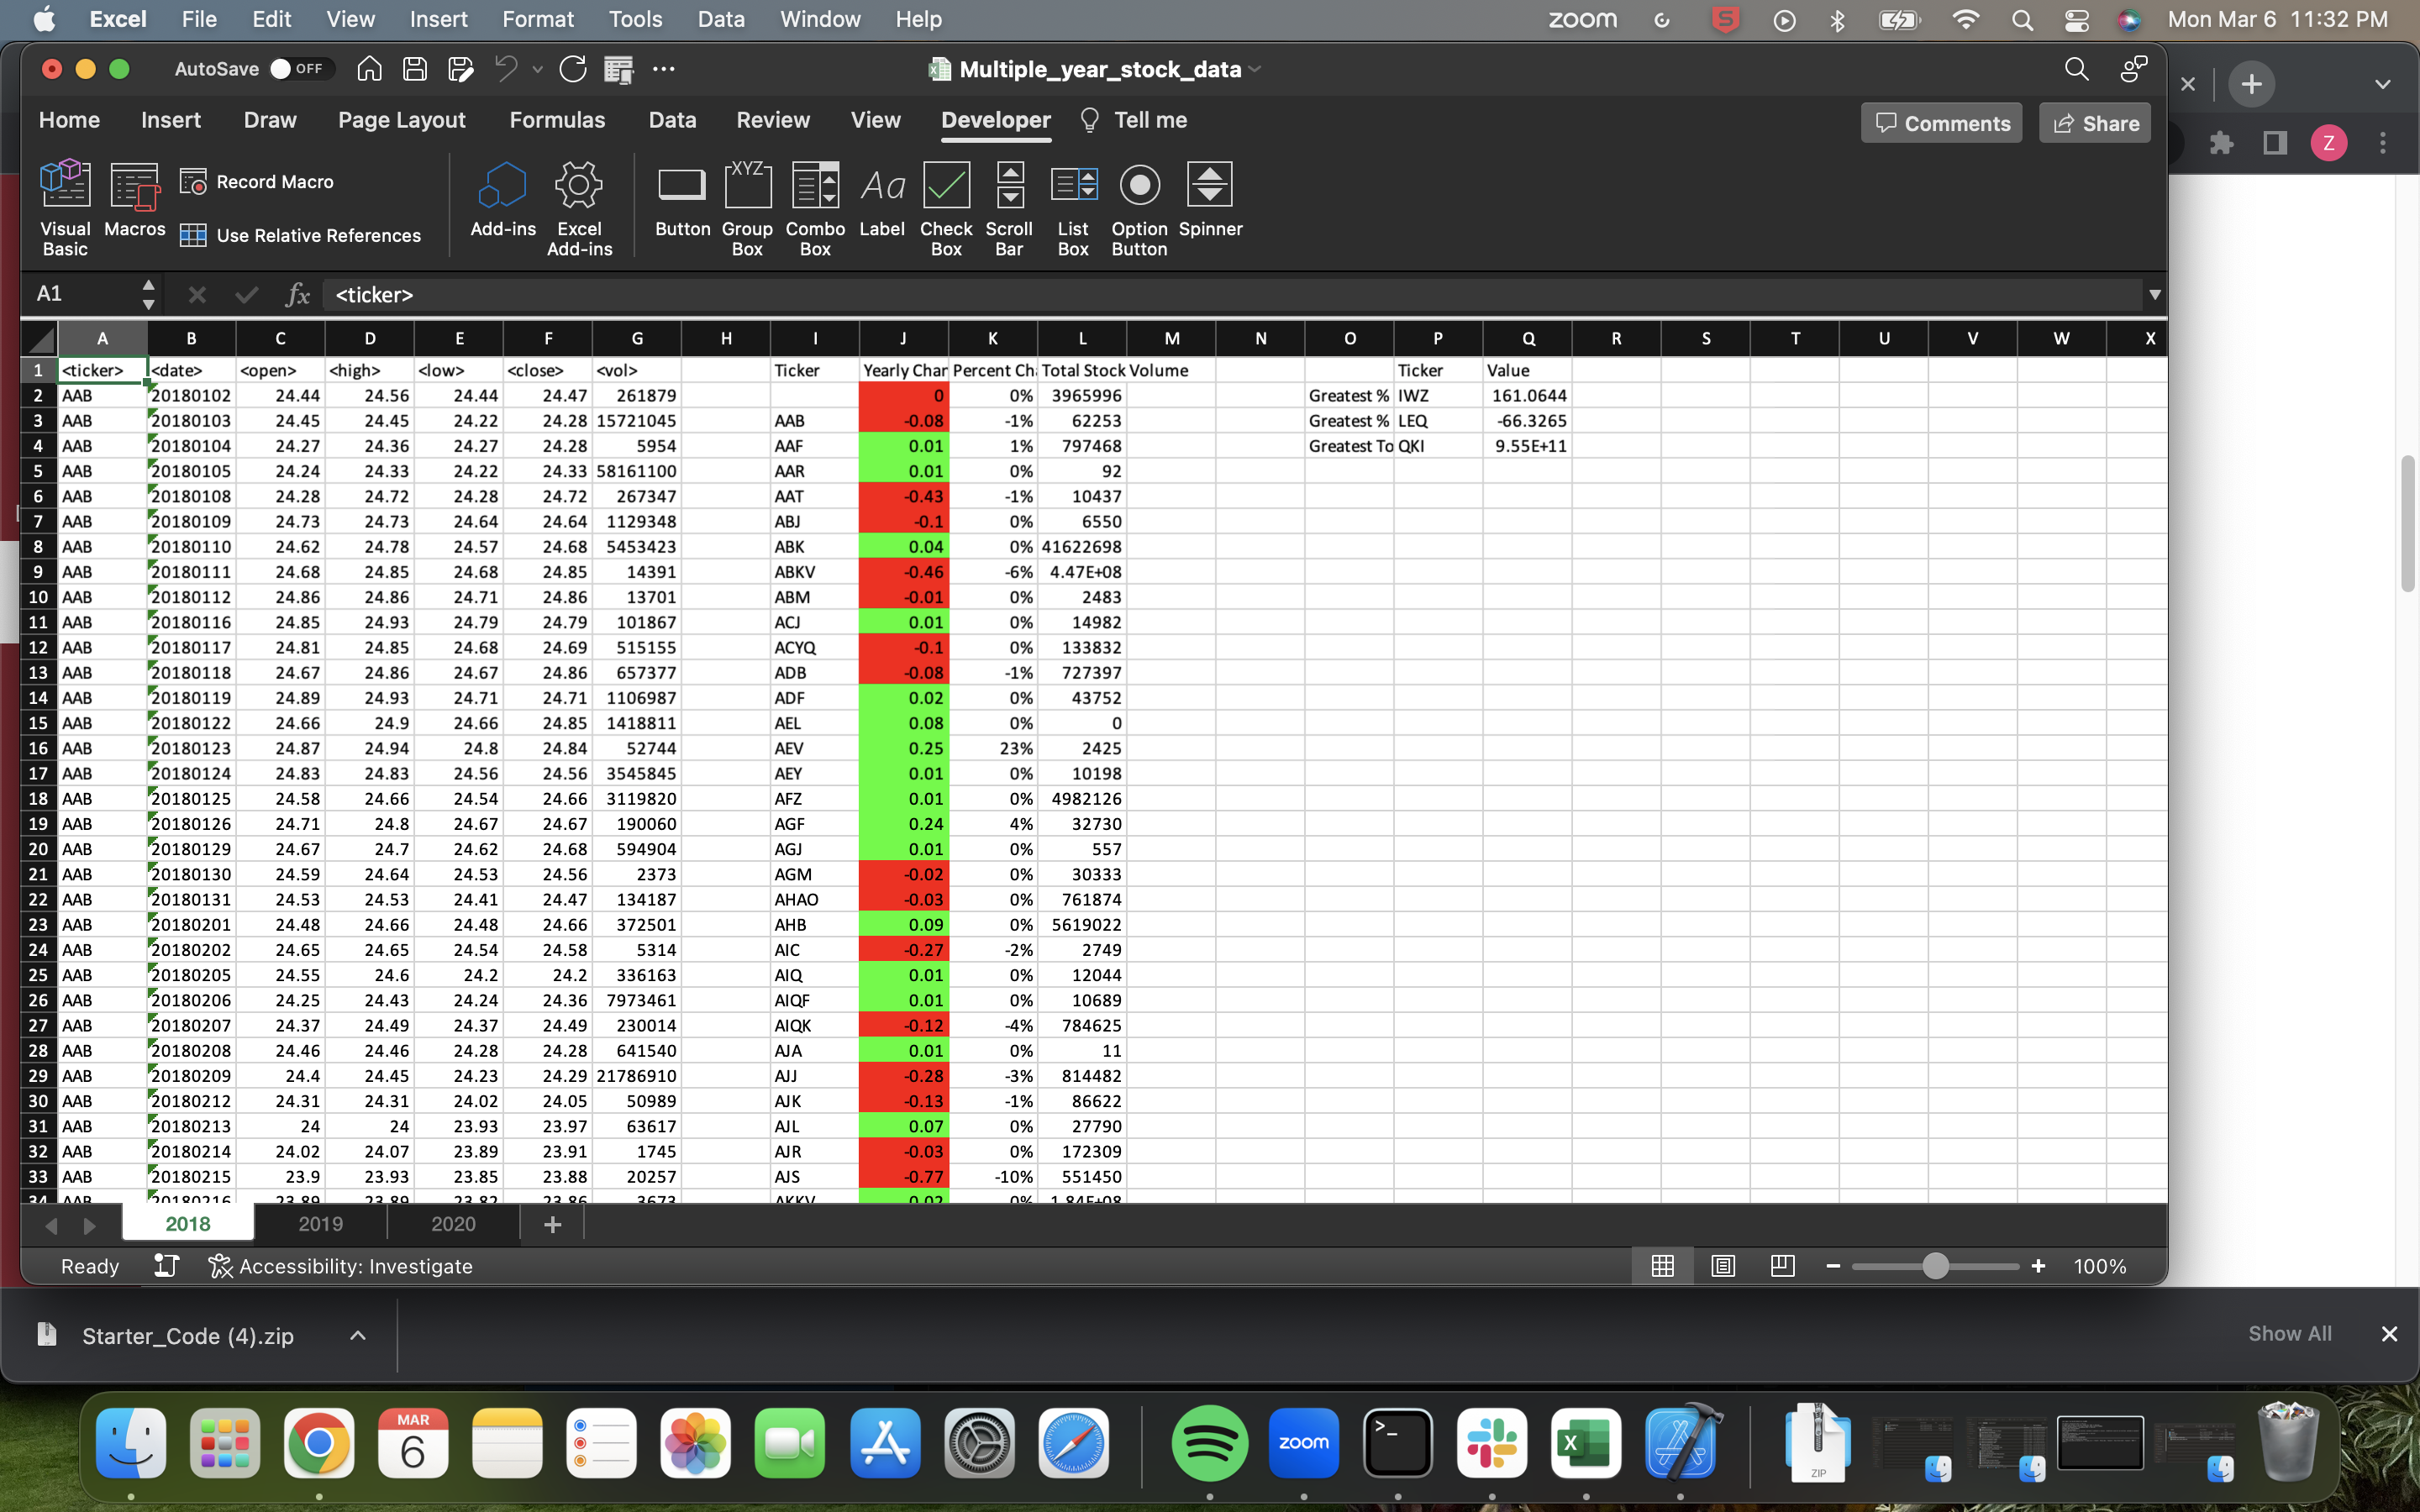 Excel File Edit View Insert Format Tools Data Window Help zoom S Mon Mar 6 11:32 PM
AutoSave OFF Multiple_year_stock_data
Home Insert Draw Page Layout Formulas Data Review View Developer Tell me Comments Share Z
Visual Basic Macros Record Macro Add-ins Excel Add-ins Button XYZ Group Box Combo Box Aa Label Check Box Scroll Bar List Box Option Button Spinner
Use Relative References
A1 fx <ticker>
A B C D E F G H I J K L M N O P Q R S T U V W X
1 <ticker> <date> <open> <high> <low> <close> <vol> Ticker Yearly Char Percent Ch Total Stock Volume Ticker Value
2 AAB 20180102 24.44 24.56 24.44 24.47 261879 0 0% 3965996 Greatest % IWZ 161.0644
3 AAB 20180103 24.45 24.45 24.22 24.28 15721045 AAB -0.08 -1% 62253 Greatest % LEQ -66.3265
4 AAB 20180104 24.27 24.36 24.27 24.28 5954 AAF 0.01 1% 797468 Greatest To QKI 9.55E+11
5 AAB 20180105 24.24 24.33 24.22 24.33 58161100 AAR 0.01 0% 92
6 AAB 20180108 24.28 24.72 24.28 24.72 267347 AAT -0.43 -1% 10437
7 AAB 20180109 24.73 24.73 24.64 24.64 1129348 ABJ -0.1 0% 6550
8 AAB 20180110 24.62 24.78 24.57 24.68 5453423 ABK 0.04 0% 41622698
9 AAB 20180111 24.68 24.85 24.68 24.85 14391 ABKV -0.46 -6% 4.47E+08
10 AAB 20180112 24.86 24.86 24.71 24.86 13701 ABM -0.01 0% 2483
11 AAB 20180116 24.85 24.93 24.79 24.79 101867 ACJ 0.01 0% 14982
12 AAB 20180117 24.81 24.85 24.68 24.69 515155 ACYQ -0.1 0% 133832
13 AAB 20180118 24.67 24.86 24.67 24.86 657377 ADB -0.08 -1% 727397
14 AAB 20180119 24.89 24.93 24.71 24.71 1106987 ADF 0.02 0% 43752
15 AAB 20180122 24.66 24.9 24.66 24.85 1418811 AEL 0.08 0% 0
16 AAB 20180123 24.87 24.94 24.8 24.84 52744 AEV 0.25 23% 2425
17 AAB 20180124 24.83 24.83 24.56 24.56 3545845 AEY 0.01 0% 10198
18 AAB 20180125 24.58 24.66 24.54 24.66 3119820 AFZ 0.01 0% 4982126
19 AAB 20180126 24.71 24.8 24.67 24.67 190060 AGF 0.24 4% 32730
20 AAB 20180129 24.67 24.7 24.62 24.68 594904 AGJ 0.01 0% 557
21 AAB 20180130 24.59 24.64 24.53 24.56 2373 AGM -0.02 0% 30333
22 AAB 20180131 24.53 24.53 24.41 24.47 134187 AHAO -0.03 0% 761874
23 AAB 20180201 24.48 24.66 24.48 24.66 372501 AHB 0.09 0% 5619022
24 AAB 20180202 24.65 24.65 24.54 24.58 5314 AIC -0.27 -2% 2749
25 AAB 20180205 24.55 24.6 24.2 24.2 336163 AIQ 0.01 0% 12044
26 AAB 20180206 24.25 24.43 24.24 24.36 7973461 AIQF 0.01 0% 10689
27 AAB 20180207 24.37 24.49 24.37 24.49 230014 AIQK -0.12 -4% 784625
28 AAB 20180208 24.46 24.46 24.28 24.28 641540 AJA 0.01 0% 11
29 AAB 20180209 24.4 24.45 24.23 24.29 21786910 AJJ -0.28 -3% 814482
30 AAB 20180212 24.31 24.31 24.02 24.05 50989 AJK -0.13 -1% 86622
31 AAB 20180213 24 24 23.93 23.97 63617 AJL 0.07 0% 27790
32 AAB 20180214 24.02 24.07 23.89 23.91 1745 AJR -0.03 0% 172309
33 AAB 20180215 23.9 23.93 23.85 23.88 20257 AJS -0.77 -10% 551450
34 AAB 20180216 23.89 23.89 23.82 23.86 3673 AKKV 0.02 0% 1.84E+08
2018 2019 2020
Ready Accessibility: Investigate 100%
Starter_Code (4).zip Show All
MAR
6
zoom
ZIP